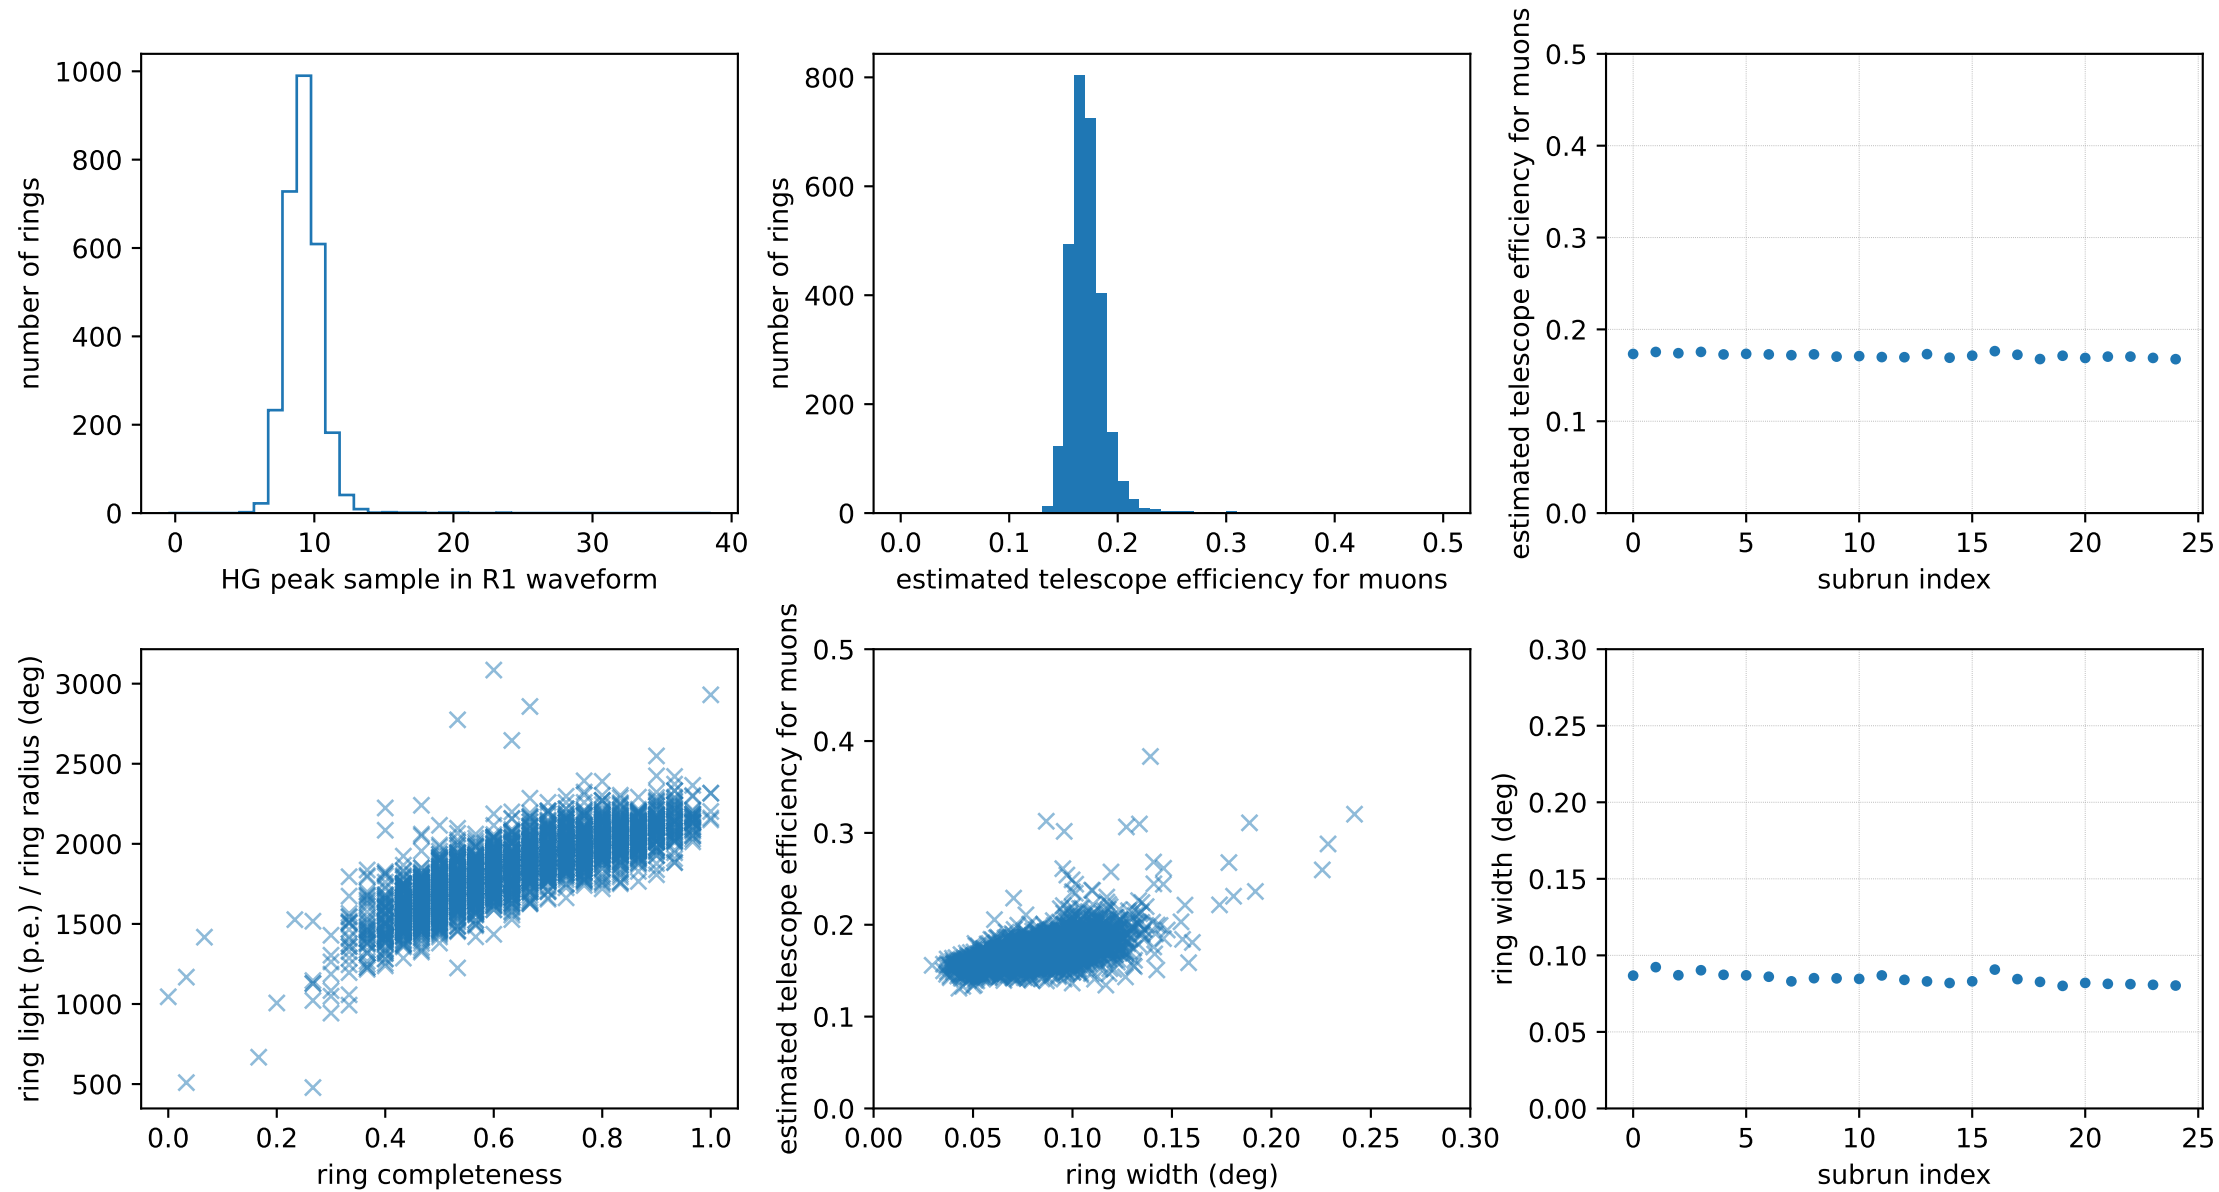 1000
800
600
400
200
0
number of rings
0 10 20 30 40
HG peak sample in R1 waveform
800
600
400
200
0
number of rings
0.0 0.1 0.2 0.3 0.4 0.5
estimated telescope efficiency for muons
0.5
0.4
0.3
0.2
0.1
0.0
estimated telescope efficiency for muons
0 5 10 15 20 25
subrun index
3000
2500
2000
1500
1000
500
ring light (p.e.) / ring radius (deg)
0.0 0.2 0.4 0.6 0.8 1.0
ring completeness
0.5
0.4
0.3
0.2
0.1
0.0
estimated telescope efficiency for muons
0.00 0.05 0.10 0.15 0.20 0.25 0.30
ring width (deg)
0.30
0.25
0.20
0.15
0.10
0.05
0.00
ring width (deg)
0 5 10 15 20 25
subrun index